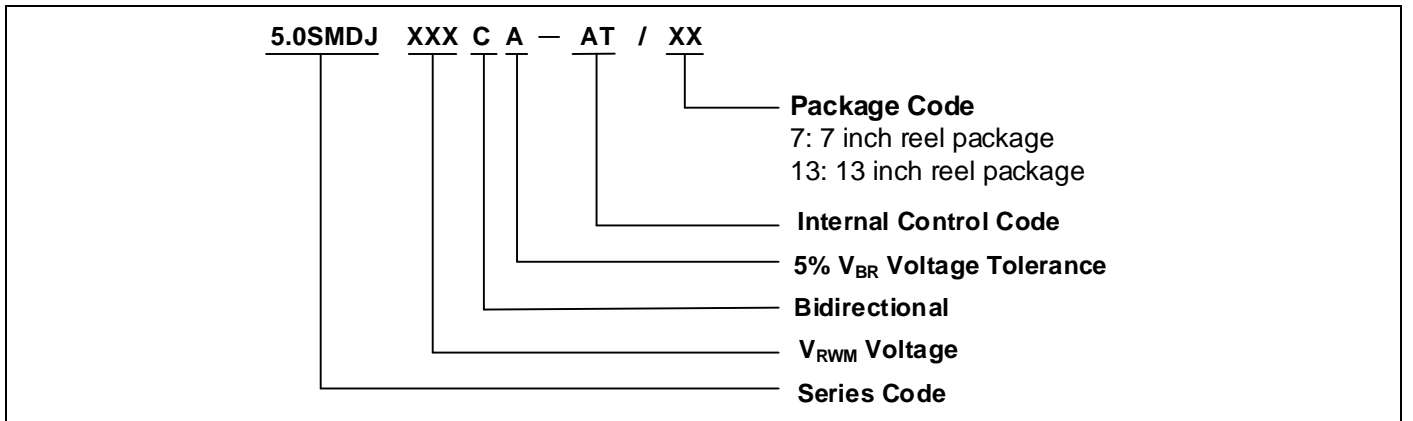 5.0SMDJ XXX C A — AT / XX
Package Code
7: 7 inch reel package
13: 13 inch reel package
Internal Control Code
5% VBR Voltage Tolerance
Bidirectional
VRWM Voltage
Series Code